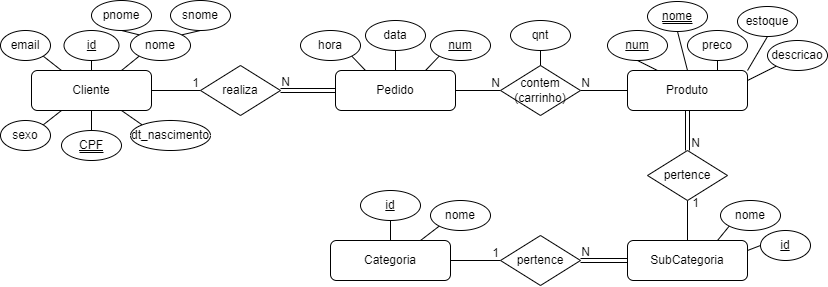 pnome
snome
email
id
nome
hora
data
num
qnt
num
nome
preco
estoque
descricao
Cliente
1
realiza
N
Pedido
N
contem
(carrinho)
N
Produto
sexo
CPF
dt_nascimento
N
pertence
1
id
nome
nome
id
Categoria
1
pertence
N
SubCategoria